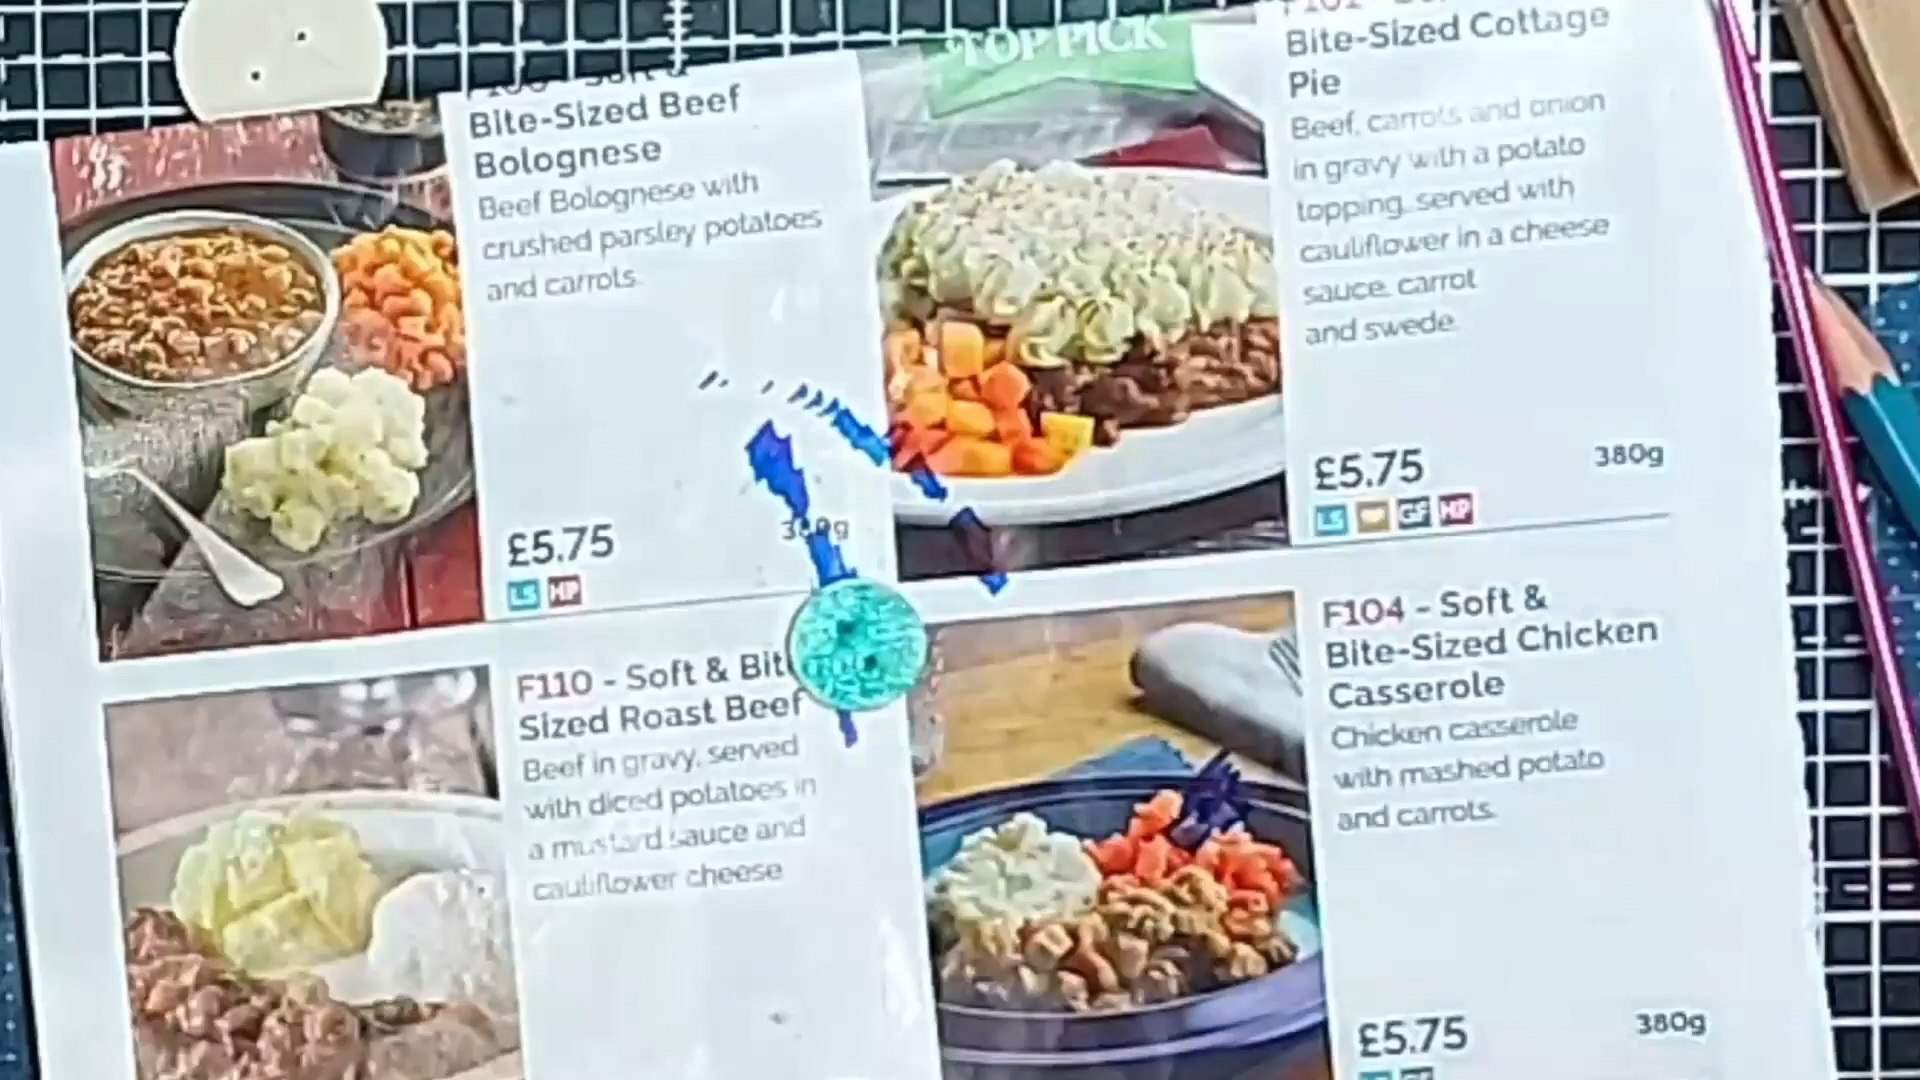 Bite-Sized Beef
Bolognese
Beef Bolognese with
crushed parsley potatoes
and carrots.
£5.75
LS HP
TOP PICK
Bite-Sized Cottage
Pie
Beef, carrots and onion
in gravy with a potato
topping, served with
cauliflower in a cheese
sauce, carrot
and swede.
£5.75 380g
LS GF HP
F110 - Soft &
Sized Roast Beef
Beef in gravy, served
with diced potatoes in
a mustard sauce and
cauliflower cheese
F104 - Soft &
Bite-Sized Chicken
Casserole
Chicken casserole
with mashed potato
and carrots.
£5.75 380g